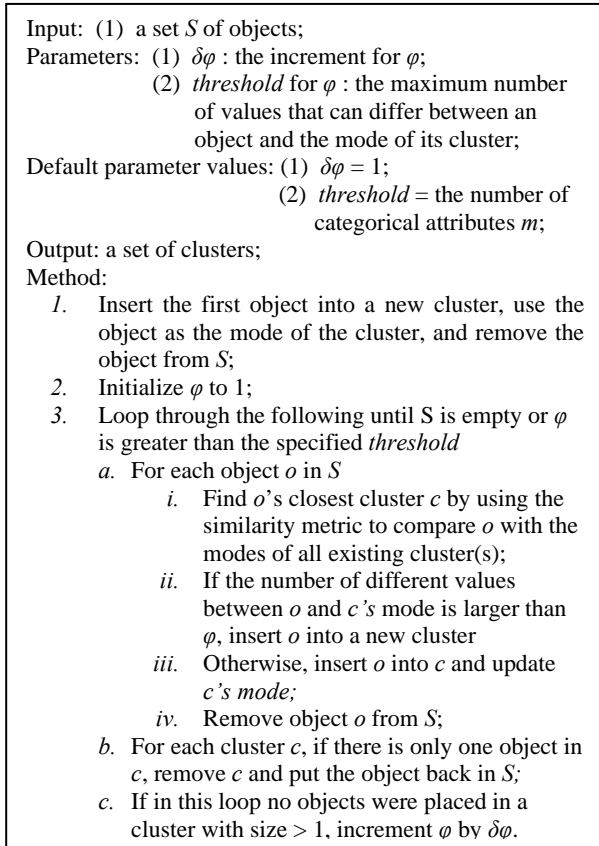 Input: (1) a set S of objects;
Parameters: (1) δφ : the increment for φ;
(2) threshold for φ : the maximum number
of values that can differ between an
object and the mode of its cluster;
Default parameter values: (1) δφ = 1;
(2) threshold = the number of
categorical attributes m;
Output: a set of clusters;
Method:
1. Insert the first object into a new cluster, use the
object as the mode of the cluster, and remove the
object from S;
2. Initialize φ to 1;
3. Loop through the following until S is empty or φ
is greater than the specified threshold
a. For each object o in S
i. Find o's closest cluster c by using the
similarity metric to compare o with the
modes of all existing cluster(s);
ii. If the number of different values
between o and c's mode is larger than
φ, insert o into a new cluster
iii. Otherwise, insert o into c and update
c's mode;
iv. Remove object o from S;
b. For each cluster c, if there is only one object in
c, remove c and put the object back in S;
c. If in this loop no objects were placed in a
cluster with size > 1, increment φ by δφ.